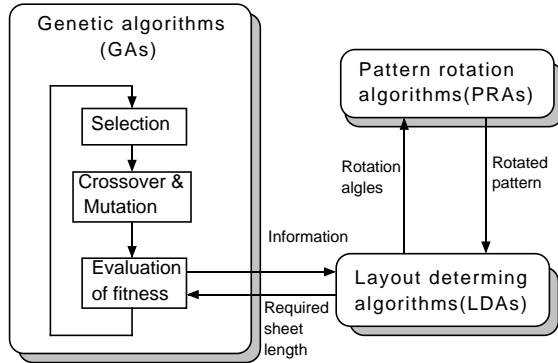 Genetic algorithms
(GAs)
Selection
Crossover &
Mutation
Evaluation
of fitness
Information
Required
sheet
length
Pattern rotation
algorithms(PRAs)
Rotation
algles
Rotated
pattern
Layout determing
algorithms(LDAs)